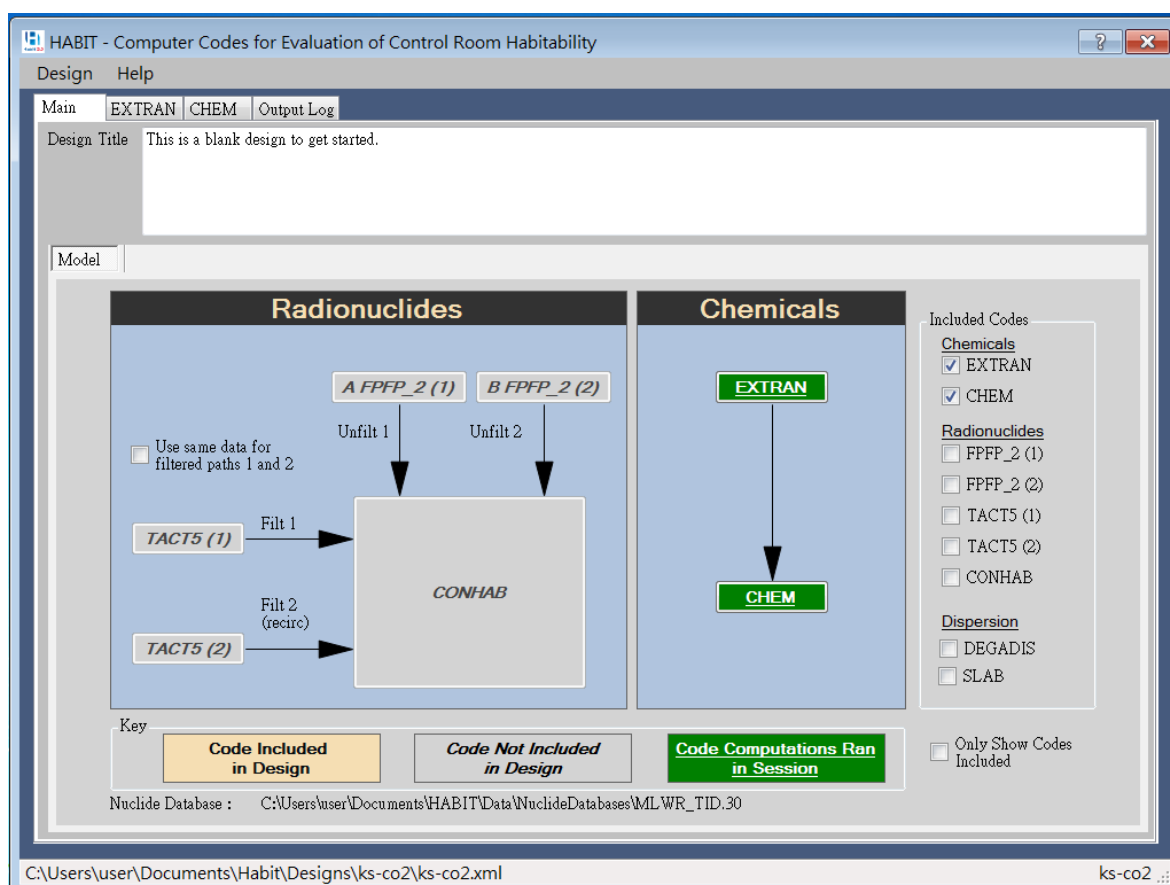 HABIT - Computer Codes for Evaluation of Control Room Habitability
Design Help
Main EXTRAN CHEM Output Log
Design Title This is a blank design to get started.
Model
Radionuclides
Chemicals
Included Codes
Chemicals
EXTRAN
CHEM
Radionuclides
FPFP_2 (1)
FPFP_2 (2)
TACT5 (1)
TACT5 (2)
CONHAB
Dispersion
DEGADIS
SLAB
A FPFP_2 (1) B FPFP_2 (2)
Unfilt 1 Unfilt 2
Use same data for
filtered paths 1 and 2
TACT5 (1) Filt 1
CONHAB
Filt 2
(recirc)
TACT5 (2)
EXTRAN
CHEM
Key
Code Included
in Design
Code Not Included
in Design
Code Computations Ran
in Session
Only Show Codes
Included
Nuclide Database : C:\Users\user\Documents\HABIT\Data\NuclideDatabases\MLWR_TID.30
C:\Users\user\Documents\Habit\Designs\ks-co2\ks-co2.xml ks-co2